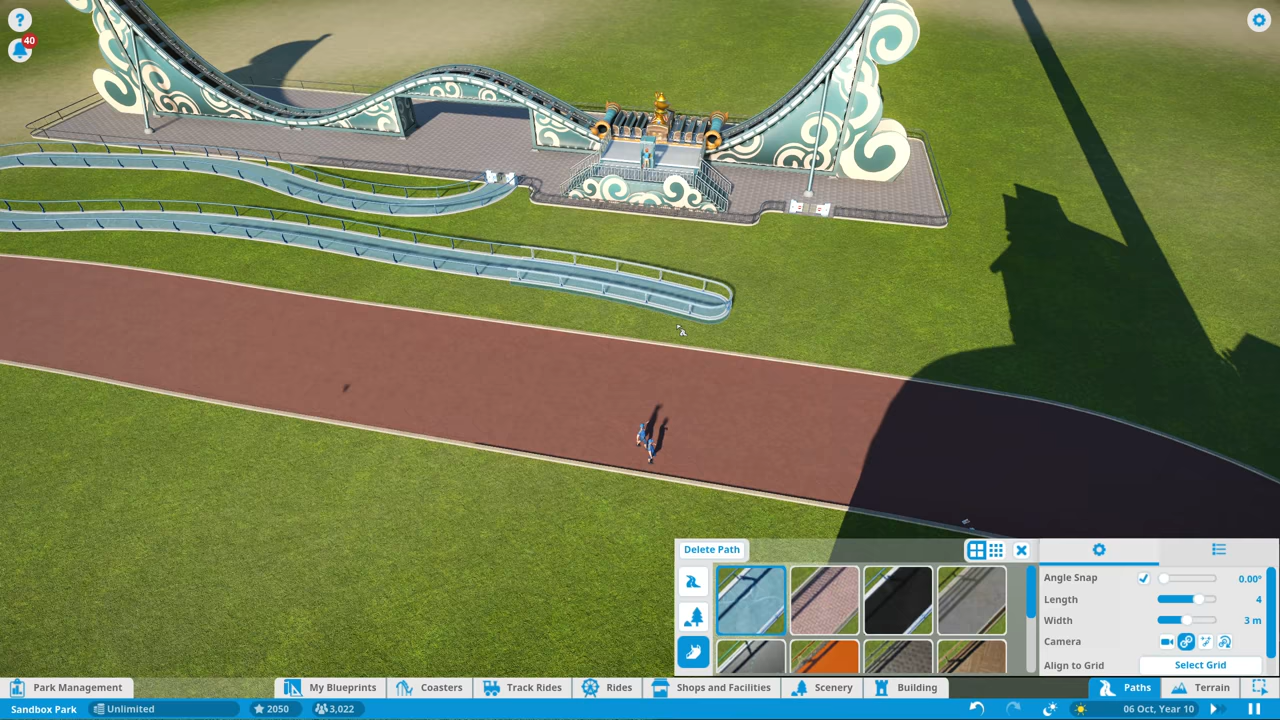 ?
40
Delete Path
Angle Snap 0.00°
Length 4
Width 3 m
Camera
Align to Grid Select Grid
Park Management My Blueprints Coasters Track Rides Rides Shops and Facilities Scenery Building Paths Terrain
Sandbox Park Unlimited 2050 3,022 06 Oct, Year 10